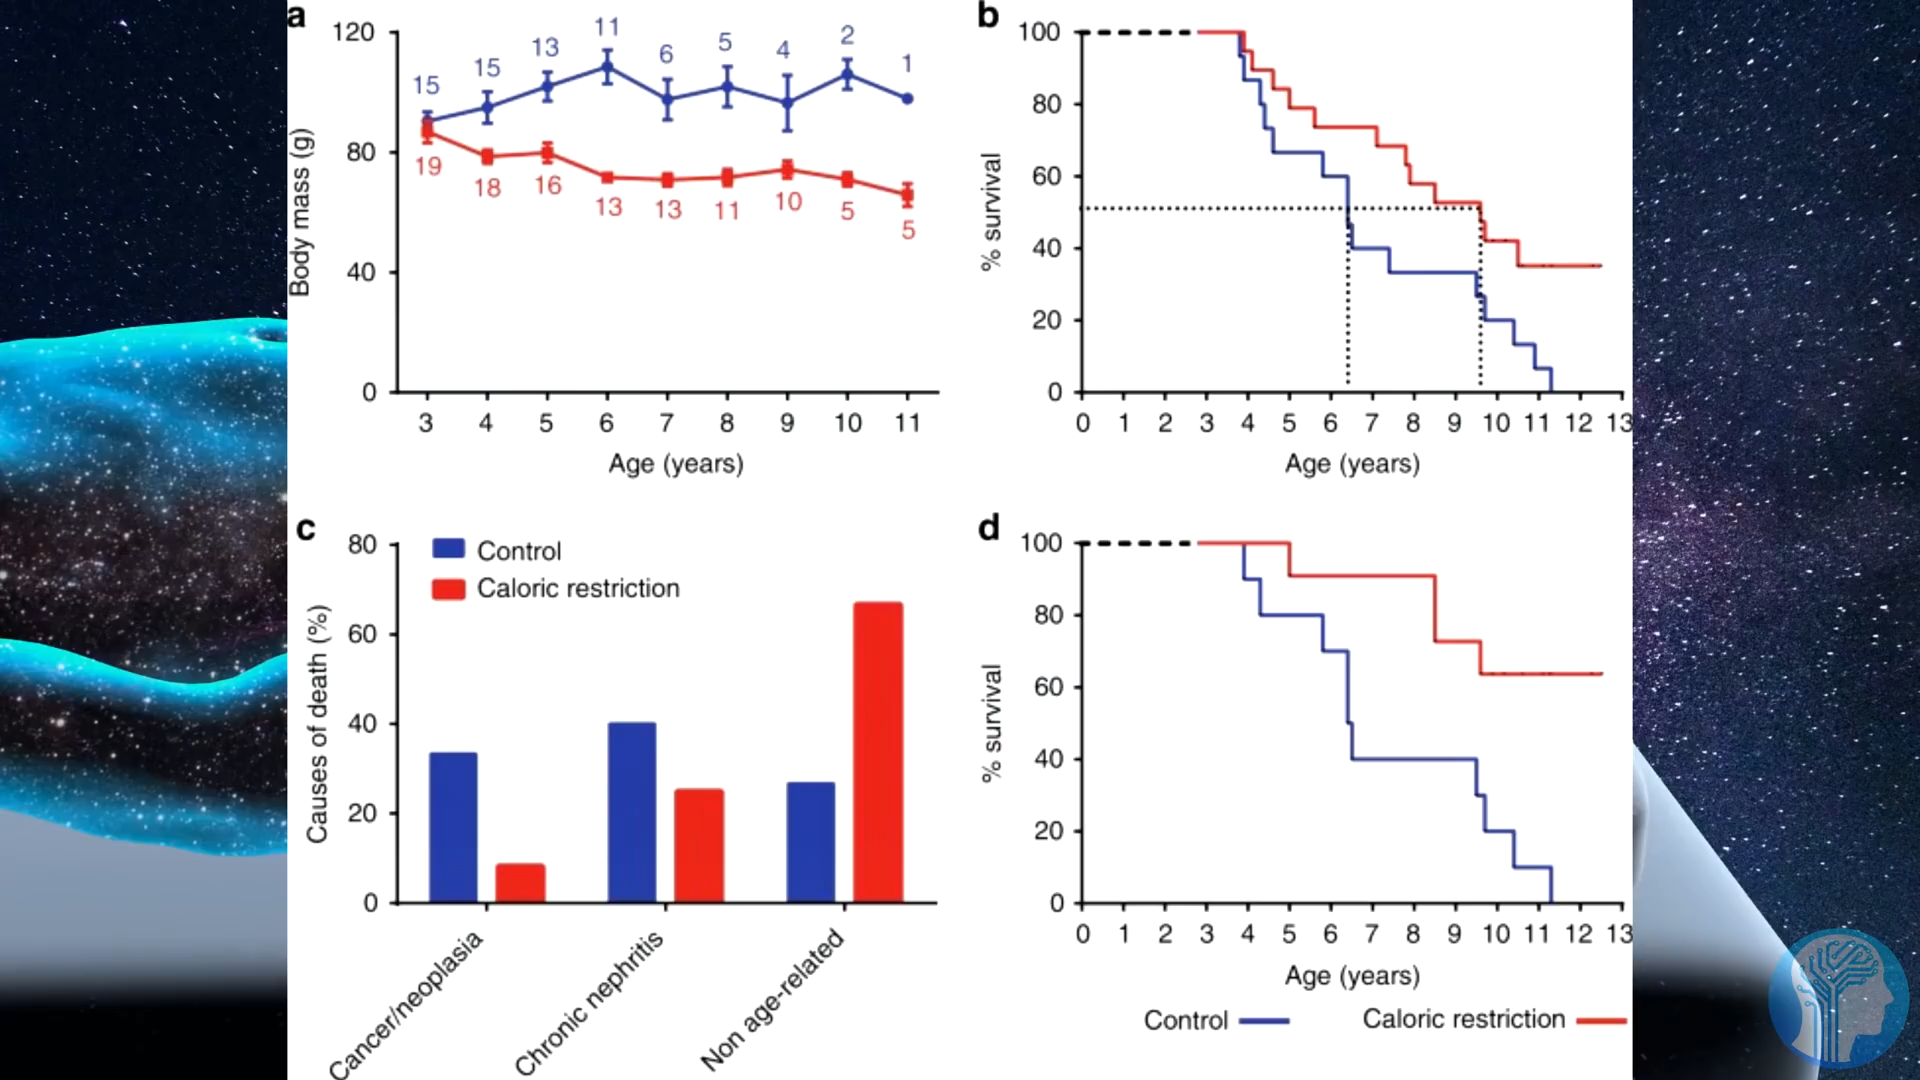 a
120
80
40
0
Body mass (g)
15 15 13 11 6 5 4 2 1
19 18 16 13 13 11 10 5 5
3 4 5 6 7 8 9 10 11
Age (years)
b
100
80
60
40
20
0
% survival
0 1 2 3 4 5 6 7 8 9 10 11 12 13
Age (years)
c
80
60
40
20
0
Causes of death (%)
Control
Caloric restriction
Cancer/neoplasia
Chronic nephritis
Non age-related
d
100
80
60
40
20
0
% survival
0 1 2 3 4 5 6 7 8 9 10 11 12 13
Age (years)
Control
Caloric restriction